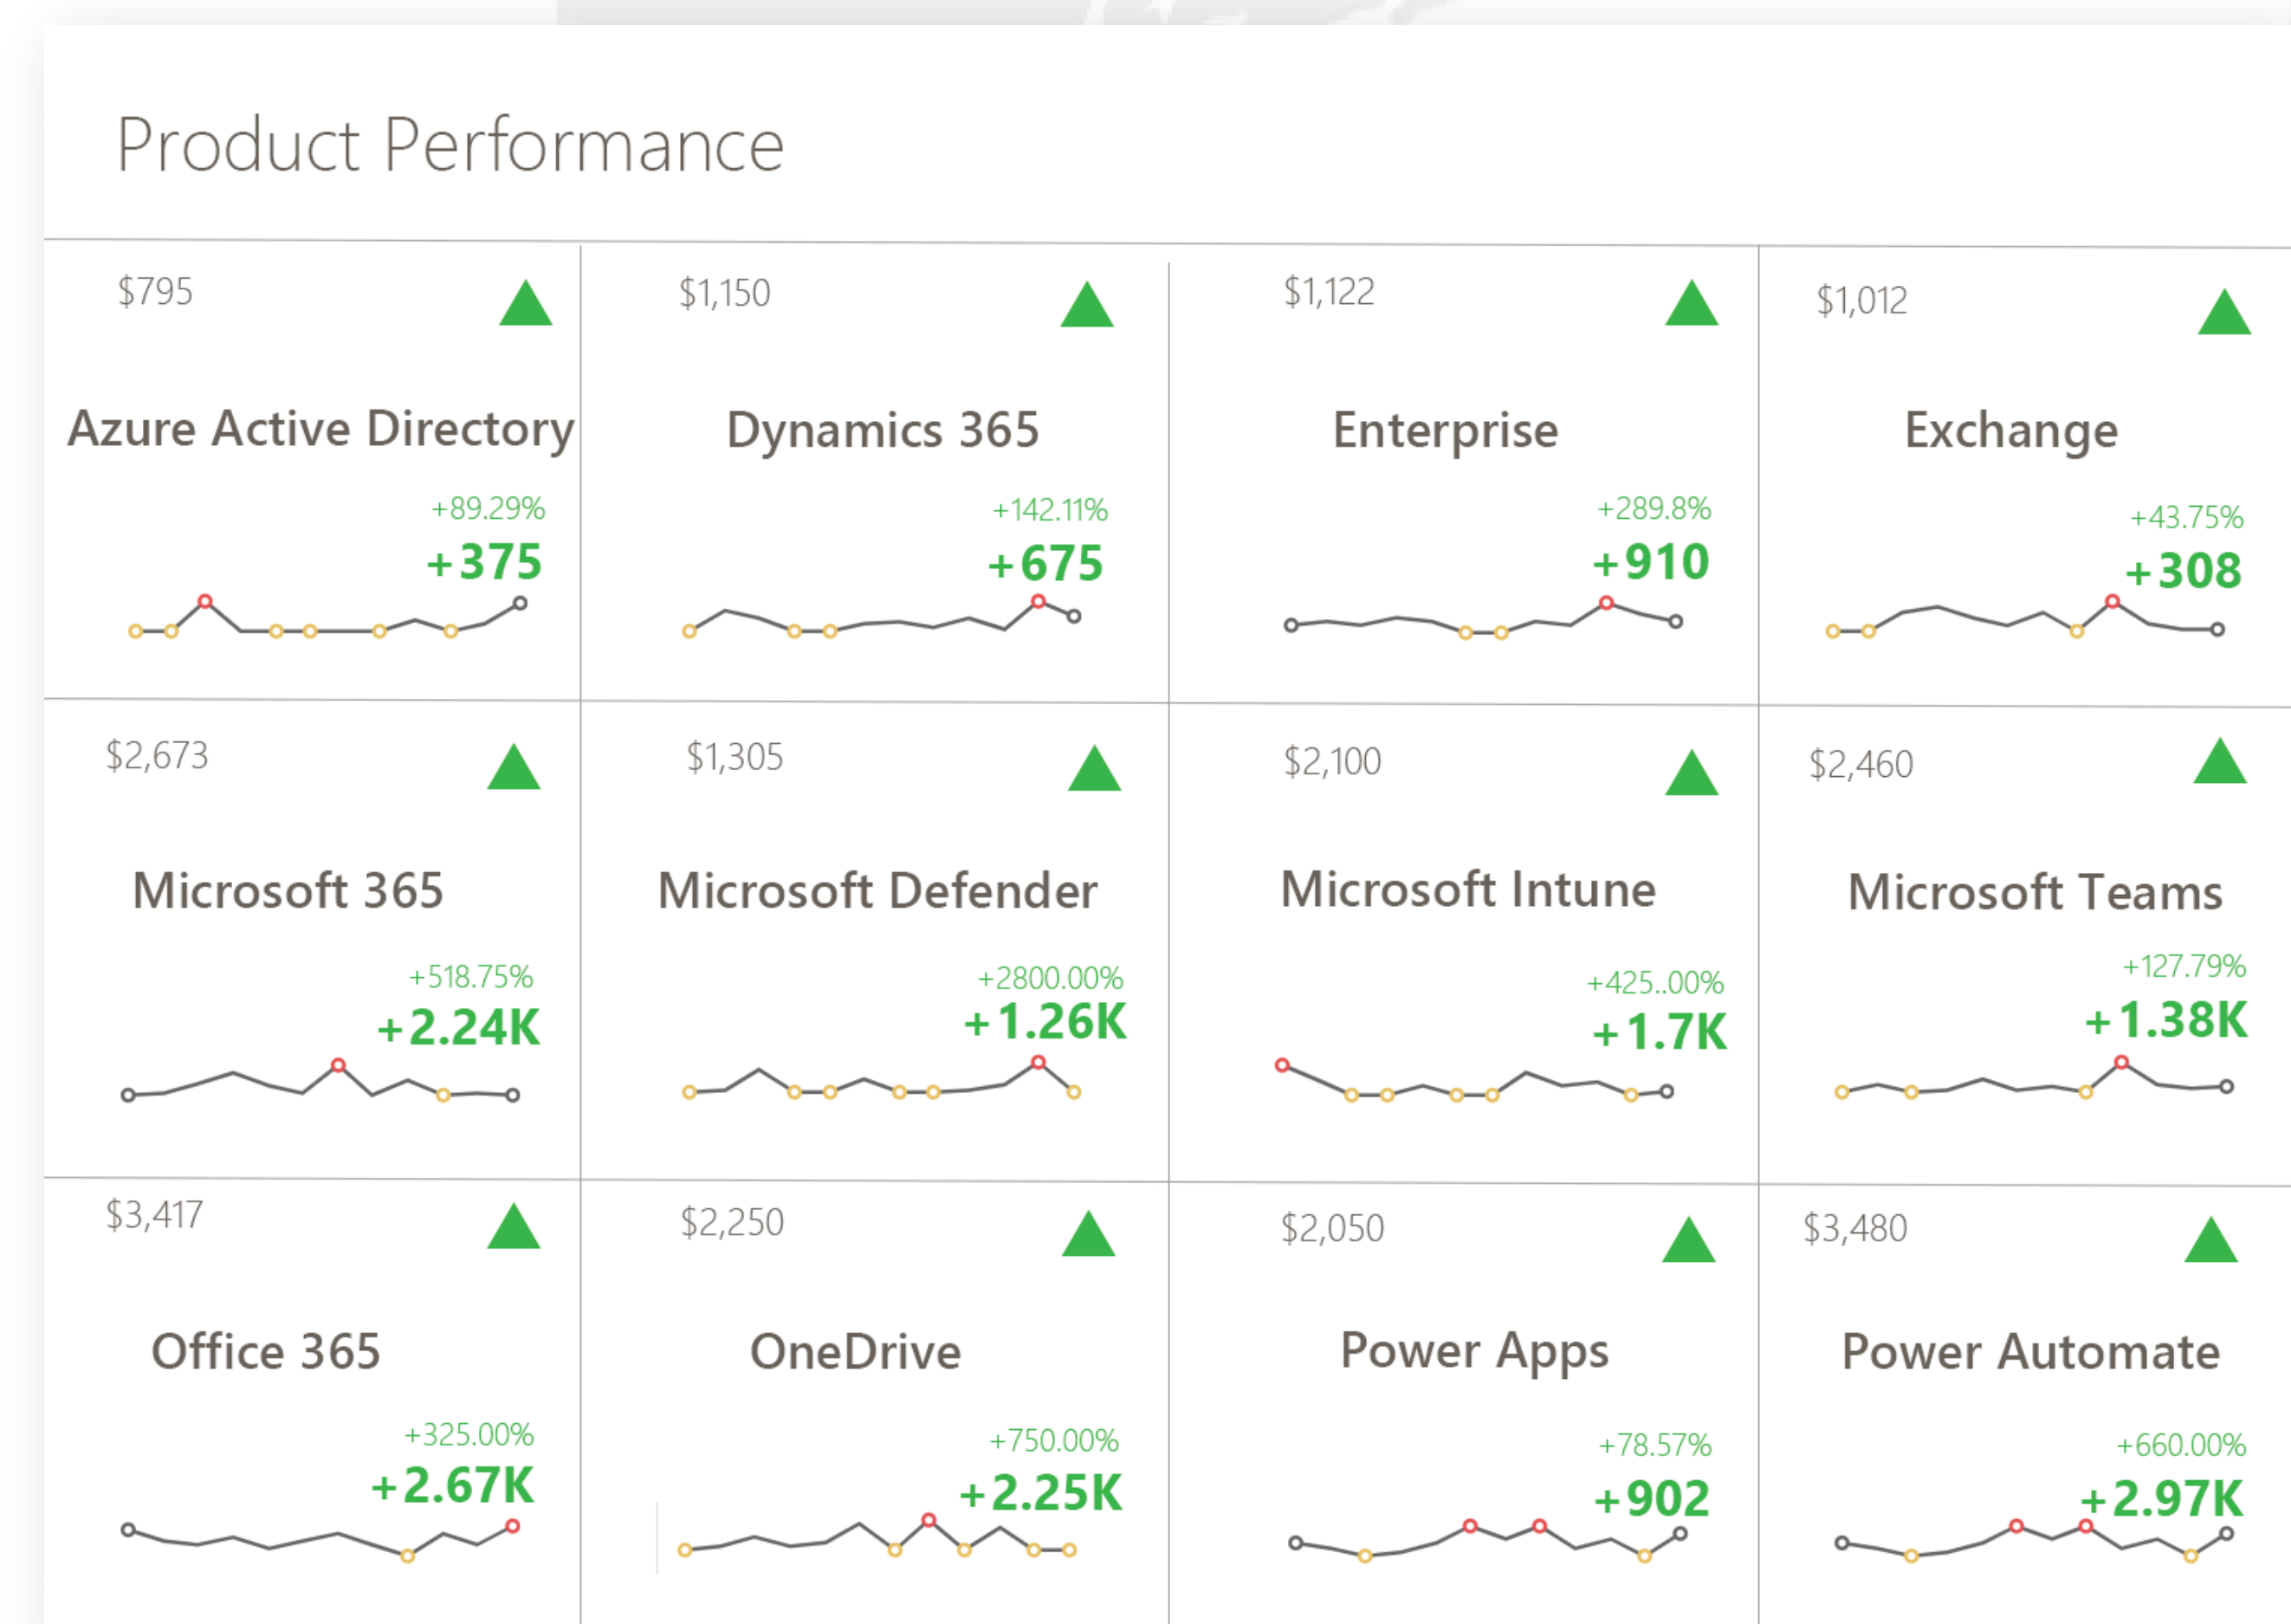 Product Performance
$795
Azure Active Directory
+89.29%
+375
$1,150
Dynamics 365
+142.11%
+675
$1,122
Enterprise
+289.8%
+910
$1,012
Exchange
+43.75%
+308
$2,673
Microsoft 365
+518.75%
+2.24K
$1,305
Microsoft Defender
+2800.00%
+1.26K
$2,100
Microsoft Intune
+425..00%
+1.7K
$2,460
Microsoft Teams
+127.79%
+1.38K
$3,417
Office 365
+325.00%
+2.67K
$2,250
OneDrive
+750.00%
+2.25K
$2,050
Power Apps
+78.57%
+902
$3,480
Power Automate
+660.00%
+2.97K